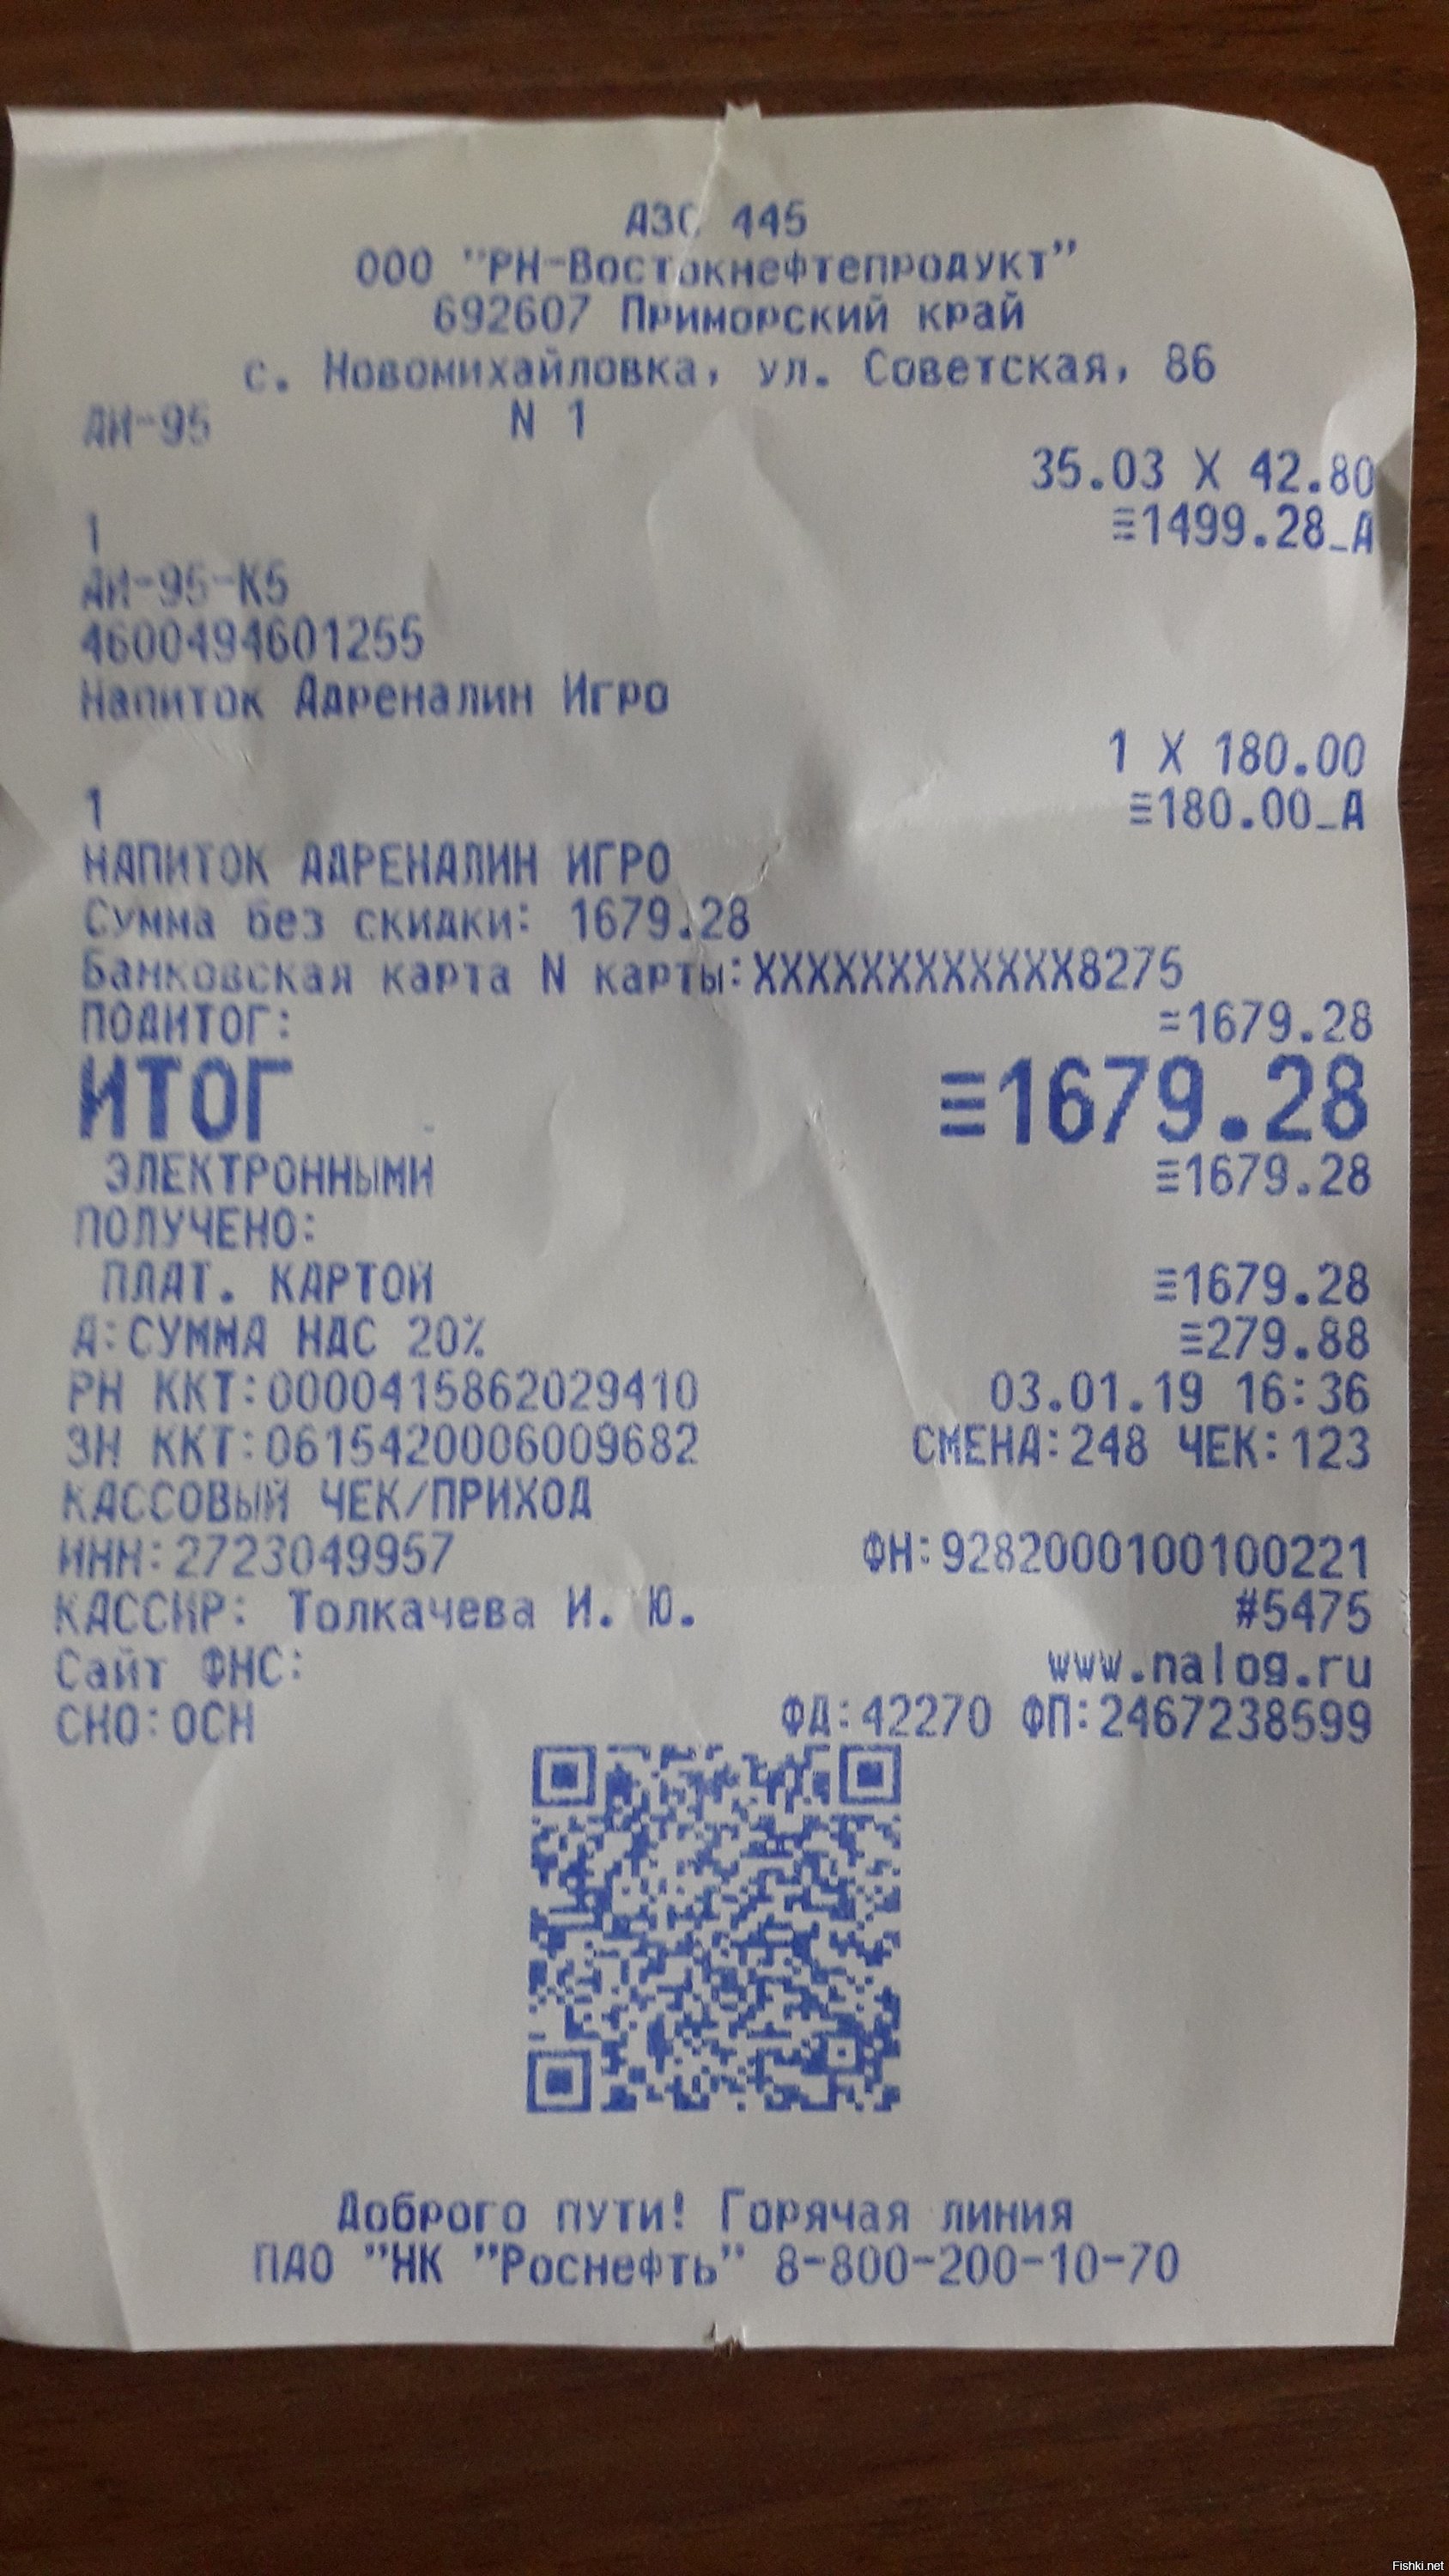 АЗС 445
ООО "РН-Востокнефтепродукт"
692607 Приморский край
с. Новомихайловка, ул. Советская, 86
АИ-95 N 1
35.03 X 42.80
1 ≡1499.28_А
АИ-95-К5
4600494601255
Напиток Адреналин Игро
1 X 180.00
1 ≡180.00_А
НАПИТОК АДРЕНАЛИН ИГРО
Сумма без скидки: 1679.28
Банковская карта N карты:XXXXXXXXXXXX8275
ПОДИТОГ: =1679.28
ИТОГ ≡1679.28
ЭЛЕКТРОННЫМИ ≡1679.28
ПОЛУЧЕНО:
ПЛАТ. КАРТОЙ ≡1679.28
А:СУММА НДС 20% ≡279.88
РН ККТ:0000415862029410 03.01.19 16:36
ЗН ККТ:0615420006009682 СМЕНА:248 ЧЕК:123
КАССОВЫЙ ЧЕК/ПРИХОД
ИНН:2723049957 ФН:9282000100100221
КАССИР: Толкачева И. Ю. #5475
Сайт ФНС: www.nalog.ru
СНО:ОСН ФД:42270 ФП:2467238599
Доброго пути! Горячая линия
ПАО "НК "Роснефть" 8-800-200-10-70
Fishki.net